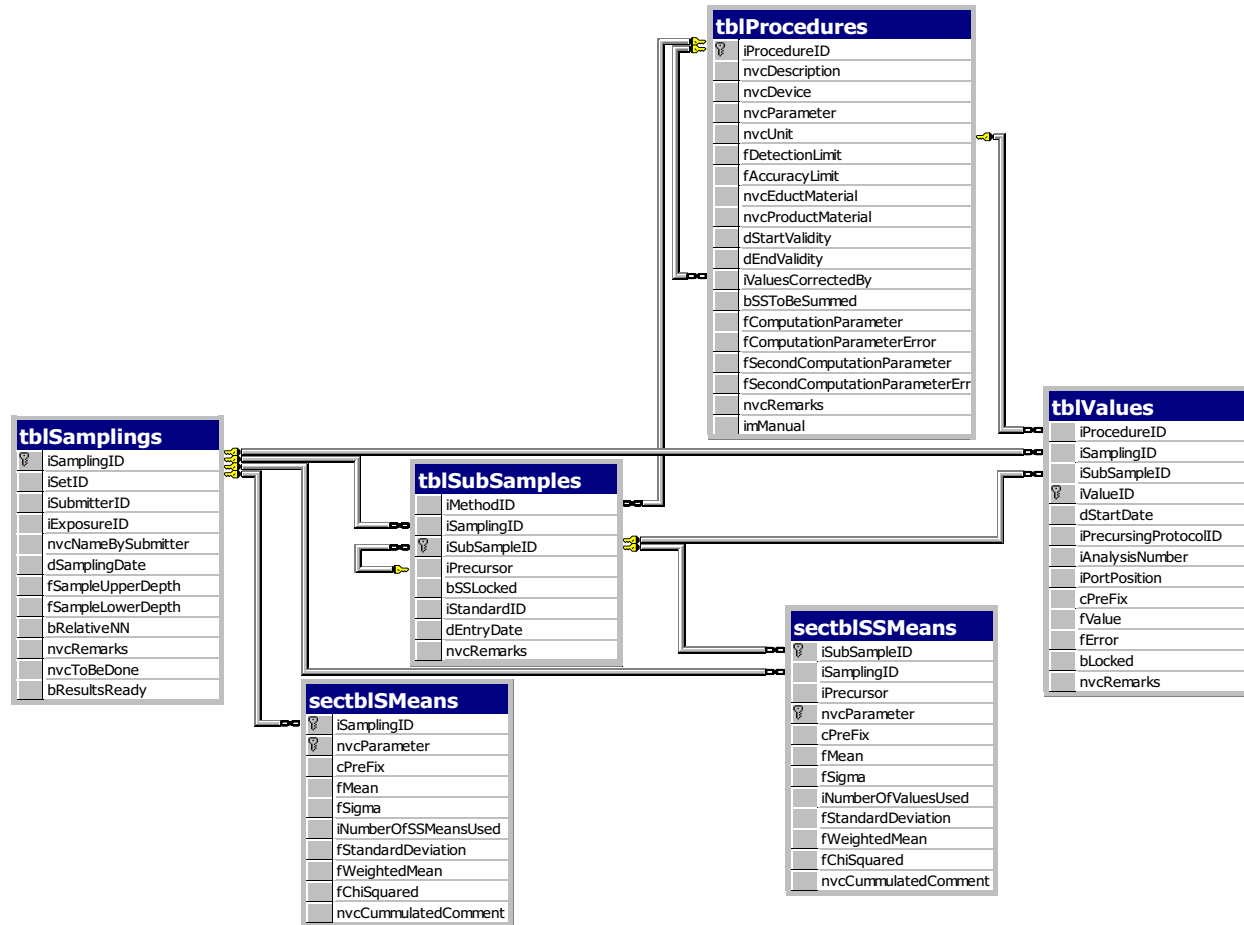 tblProcedures
iProcedureID
nvcDescription
nvcDevice
nvcParameter
nvcUnit
fDetectionLimit
fAccuracyLimit
nvcEductMaterial
nvcProductMaterial
dStartValidity
dEndValidity
iValuesCorrectedBy
bSSToBeSummed
fComputationParameter
fComputationParameterError
fSecondComputationParameter
fSecondComputationParameterErr
nvcRemarks
imManual
tblSamplings
iSamplingID
iSetID
iSubmitterID
iExposureID
nvcNameBySubmitter
dSamplingDate
fSampleUpperDepth
fSampleLowerDepth
bRelativeNN
nvcRemarks
nvcToBeDone
bResultsReady
tblSubSamples
iMethodID
iSamplingID
iSubSampleID
iPrecursor
bSSLocked
iStandardID
dEntryDate
nvcRemarks
tblValues
iProcedureID
iSamplingID
iSubSampleID
iValueID
dStartDate
iPrecursingProtocolID
iAnalysisNumber
iPortPosition
cPreFix
fValue
fError
bLocked
nvcRemarks
sectblSMeans
iSamplingID
nvcParameter
cPreFix
fMean
fSigma
iNumberOfSSMeansUsed
fStandardDeviation
fWeightedMean
fChiSquared
nvcCummulatedComment
sectblSSMeans
iSubSampleID
iSamplingID
iPrecursor
nvcParameter
cPreFix
fMean
fSigma
iNumberOfValuesUsed
fStandardDeviation
fWeightedMean
fChiSquared
nvcCummulatedComment